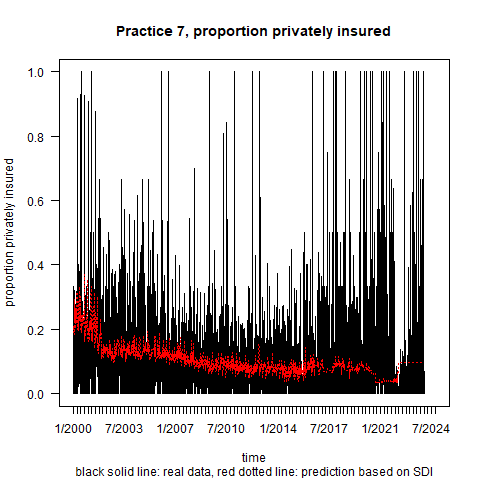 Practice 7, proportion privately insured
proportion privately insured
1.0
0.8
0.6
0.4
0.2
0.0
1/2000 7/2003 1/2007 7/2010 1/2014 7/2017 1/2021 7/2024
time
black solid line: real data, red dotted line: prediction based on SDI